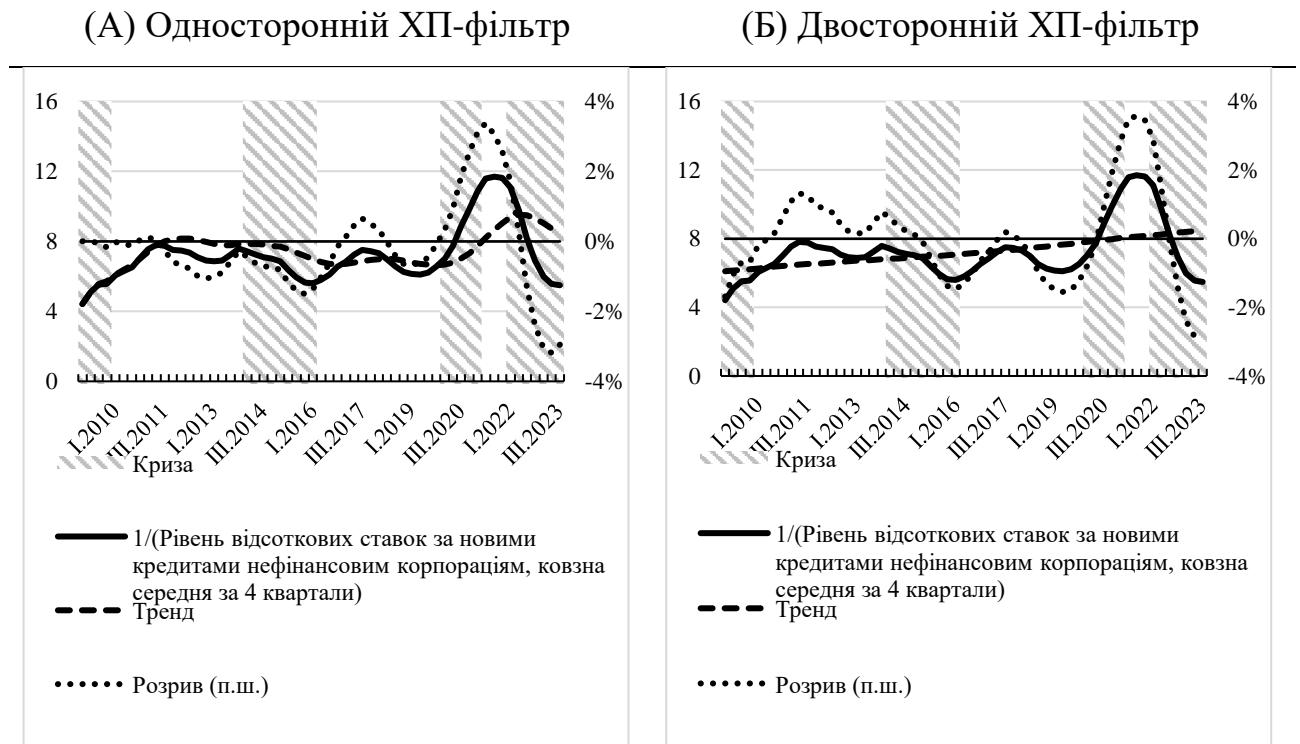 (А) Односторонній ХП-фільтр
(Б) Двосторонній ХП-фільтр
16
12
8
4
0
4%
2%
0%
-2%
-4%
I.2010
III.2011
I.2013
III.2014
I.2016
III.2017
I.2019
III.2020
I.2022
III.2023
Криза
1/(Рівень відсоткових ставок за новими
кредитами нефінансовим корпораціям, ковзна
середня за 4 квартали)
Тренд
Розрив (п.ш.)
16
12
8
4
0
4%
2%
0%
-2%
-4%
I.2010
III.2011
I.2013
III.2014
I.2016
III.2017
I.2019
III.2020
I.2022
III.2023
Криза
1/(Рівень відсоткових ставок за новими
кредитами нефінансовим корпораціям, ковзна
середня за 4 квартали)
Тренд
Розрив (п.ш.)